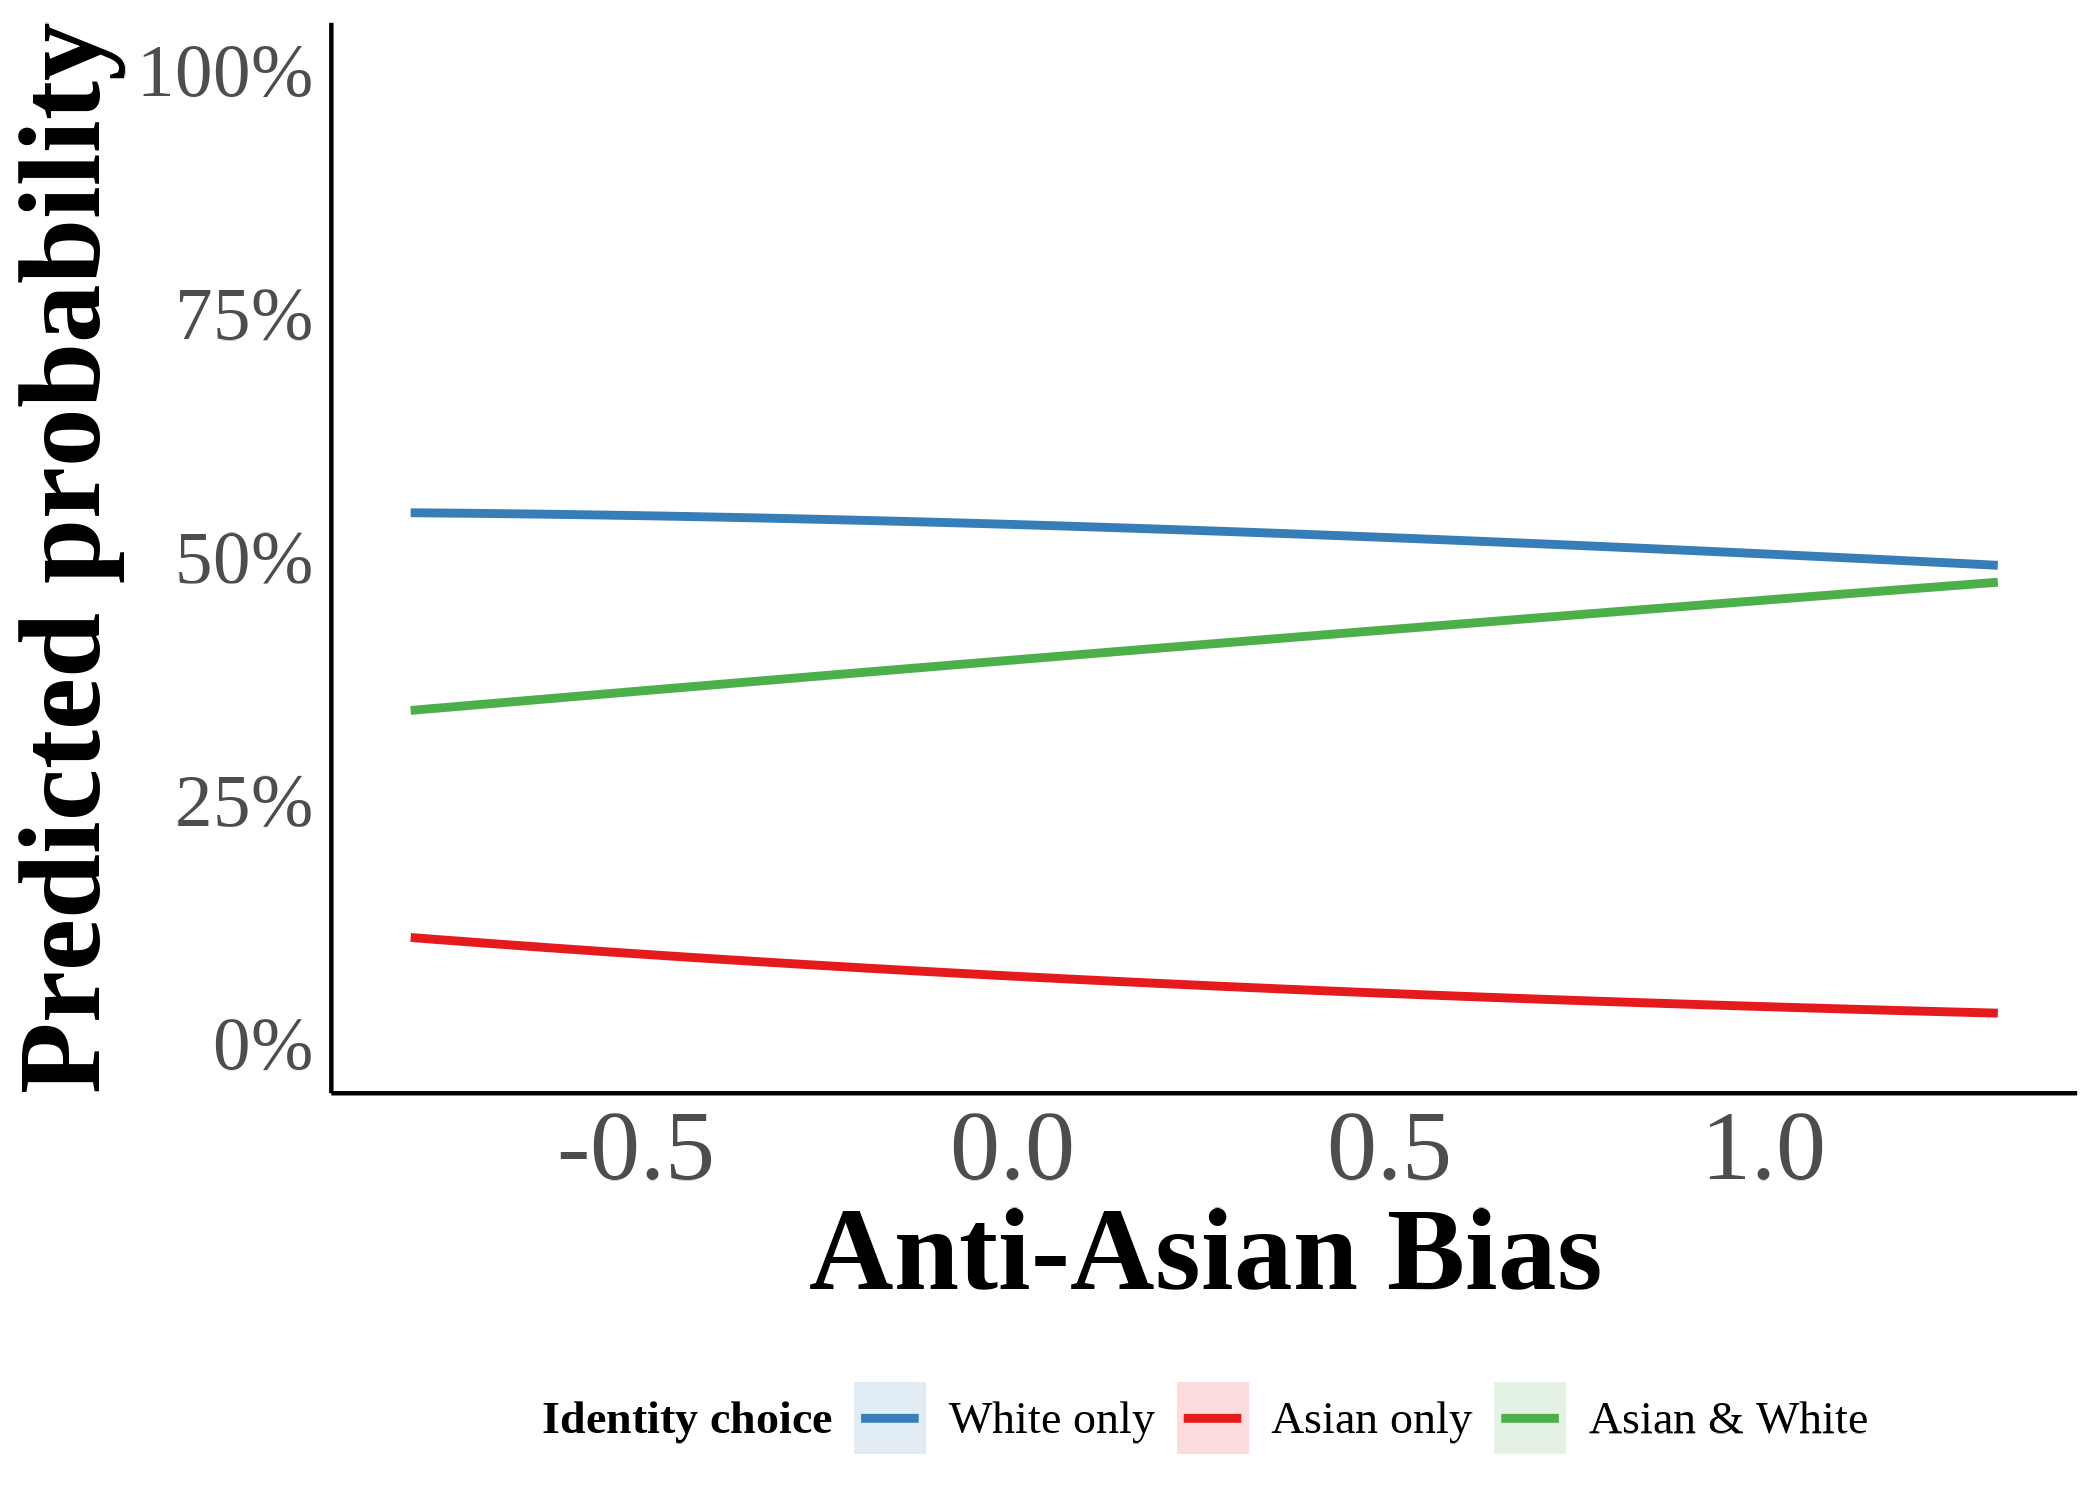 Predicted probability
100%
75%
50%
25%
0%
-0.5 0.0 0.5 1.0
Anti-Asian Bias
Identity choice White only Asian only Asian & White